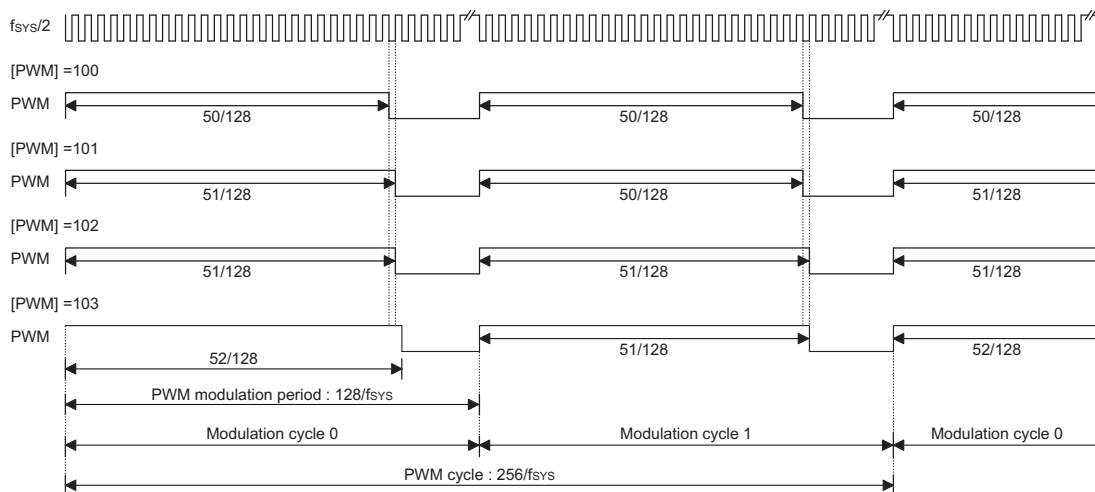 fSYS/2
[PWM] =100
PWM
50/128 50/128 50/128
[PWM] =101
PWM
51/128 50/128 51/128
[PWM] =102
PWM
51/128 51/128 51/128
[PWM] =103
PWM
52/128 51/128 52/128
PWM modulation period : 128/fSYS
Modulation cycle 0 Modulation cycle 1 Modulation cycle 0
PWM cycle : 256/fSYS